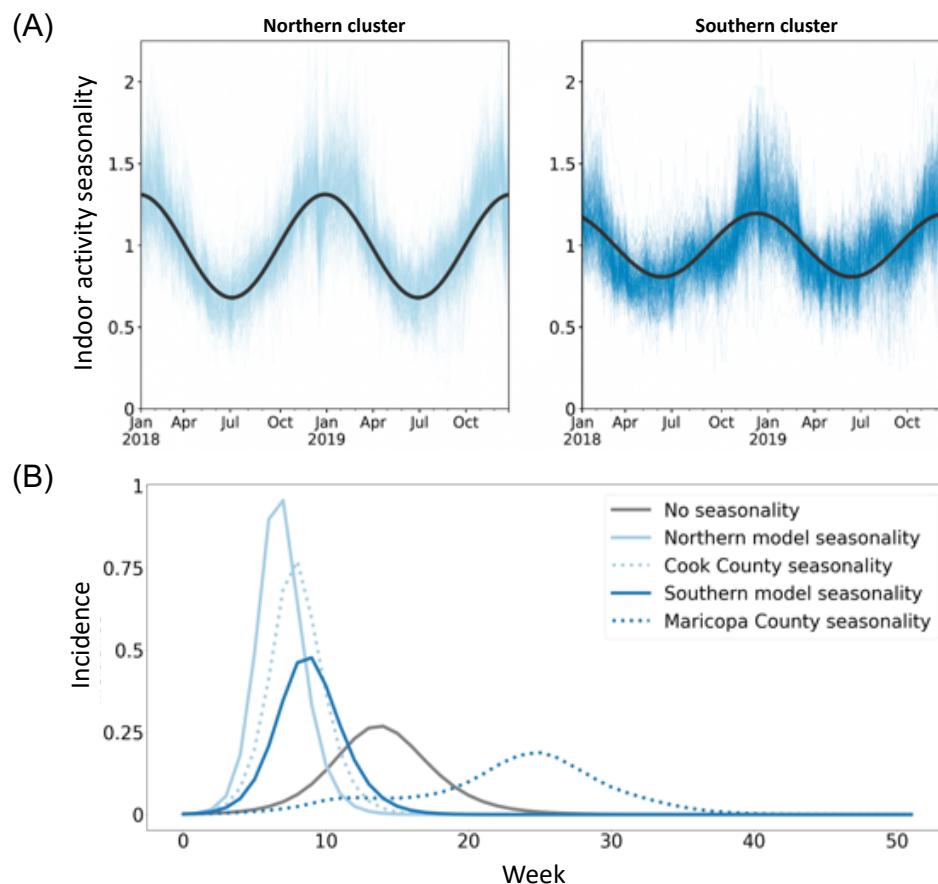 (A)
Northern cluster
Southern cluster
Indoor activity seasonality
2
1.5
1
0.5
0
Jan Apr Jul Oct Jan Apr Jul Oct
2018 2019
2
1.5
1
0.5
0
Jan Apr Jul Oct Jan Apr Jul Oct
2018 2019
(B)
Incidence
1
0.75
0.5
0.25
0
No seasonality
Northern model seasonality
Cook County seasonality
Southern model seasonality
Maricopa County seasonality
0 10 20 30 40 50
Week